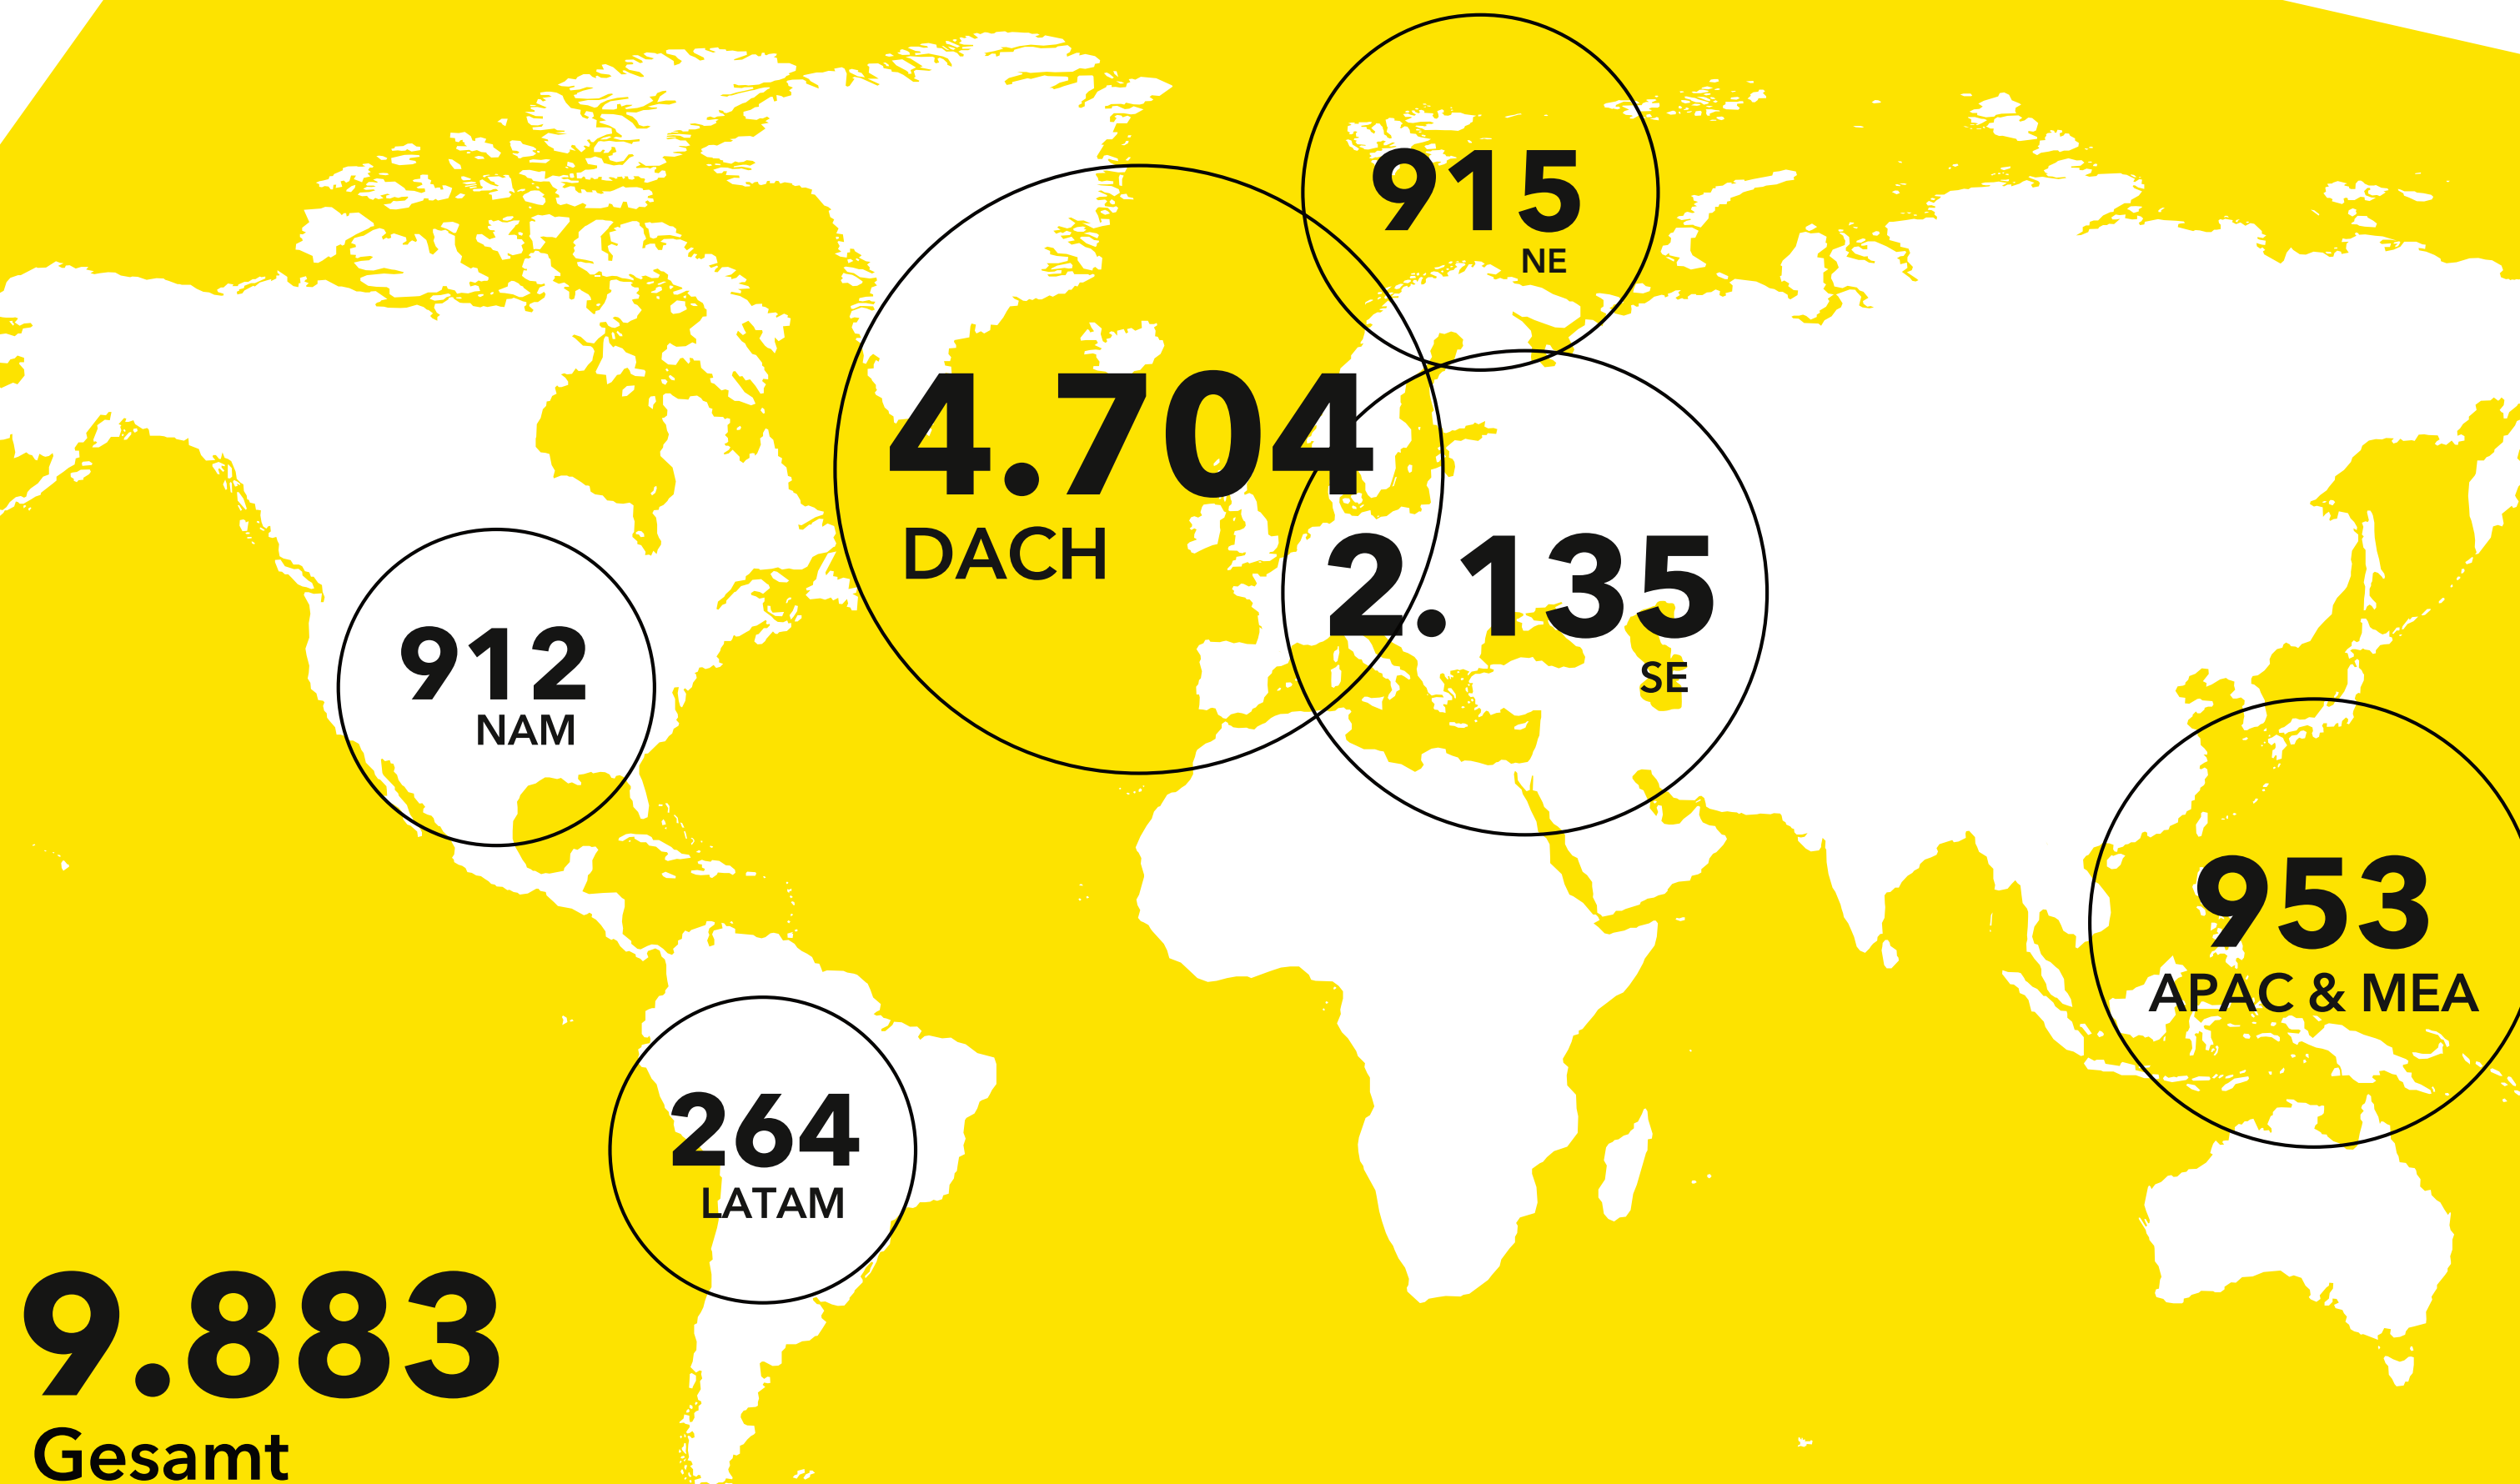 915
NE
4.704
DACH
2.135
SE
912
NAM
953
APAC & MEA
264
LATAM
9.883
Gesamt